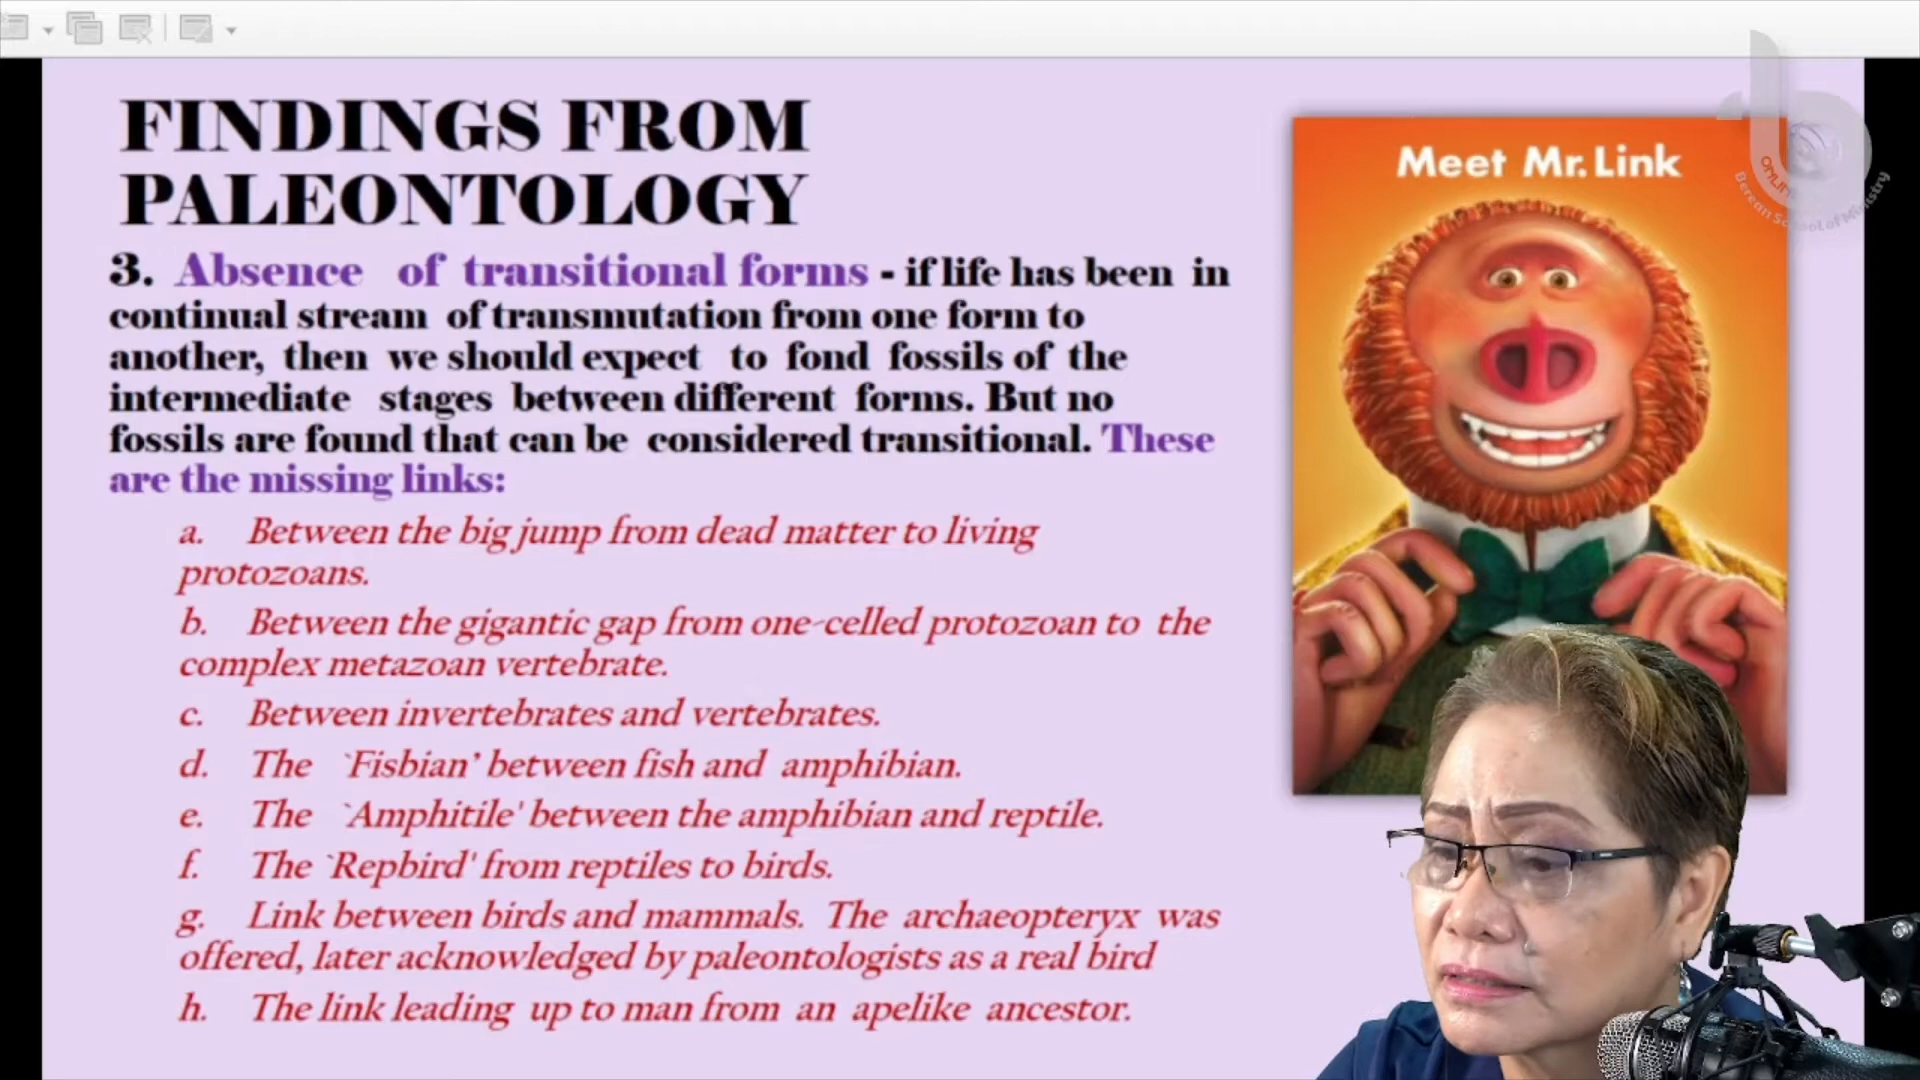 FINDINGS FROM
PALEONTOLOGY
3. Absence of transitional forms - if life has been in
continual stream of transmutation from one form to
another, then we should expect to fond fossils of the
intermediate stages between different forms. But no
fossils are found that can be considered transitional. These
are the missing links:
a. Between the big jump from dead matter to living
protozoans.
b. Between the gigantic gap from one-celled protozoan to the
complex metazoan vertebrate.
c. Between invertebrates and vertebrates.
d. The `Fisbian' between fish and amphibian.
e. The `Amphitile' between the amphibian and reptile.
f. The `Repbird' from reptiles to birds.
g. Link between birds and mammals. The archaeopteryx was
offered, later acknowledged by paleontologists as a real bird
h. The link leading up to man from an apelike ancestor.
Meet Mr. Link
Berean School of Ministry